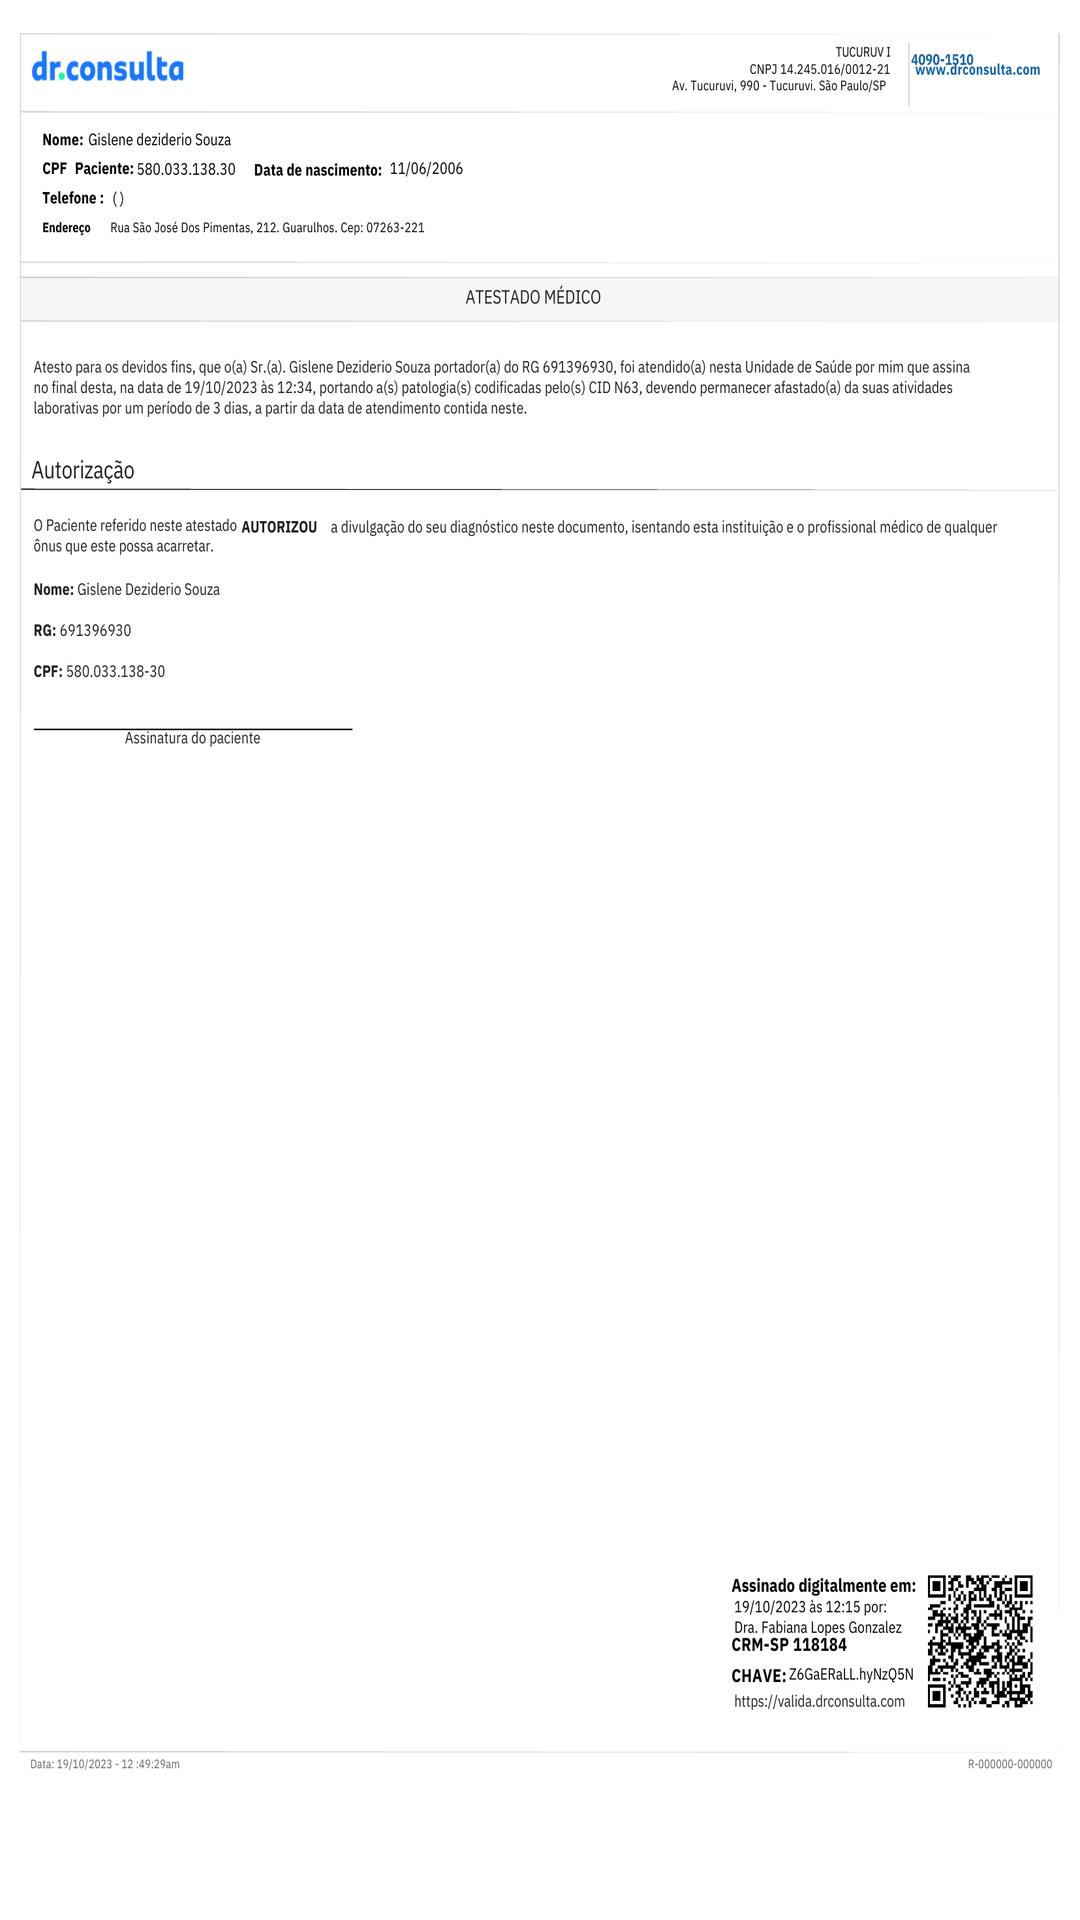 dr.consulta
TUCURUV I
CNPJ 14.245.016/0012-21
Av. Tucuruvi, 990 - Tucuruvi. São Paulo/SP
4090-1510
www.drconsulta.com
Nome: Gislene deziderio Souza
CPF Paciente: 580.033.138.30 Data de nascimento: 11/06/2006
Telefone : ( )
Endereço Rua São José Dos Pimentas, 212. Guarulhos. Cep: 07263-221
ATESTADO MÉDICO
Atesto para os devidos fins, que o(a) Sr.(a). Gislene Deziderio Souza portador(a) do RG 691396930, foi atendido(a) nesta Unidade de Saúde por mim que assina
no final desta, na data de 19/10/2023 às 12:34, portando a(s) patologia(s) codificadas pelo(s) CID N63, devendo permanecer afastado(a) da suas atividades
laborativas por um período de 3 dias, a partir da data de atendimento contida neste.
Autorização
O Paciente referido neste atestado AUTORIZOU a divulgação do seu diagnóstico neste documento, isentando esta instituição e o profissional médico de qualquer
ônus que este possa acarretar.
Nome: Gislene Deziderio Souza
RG: 691396930
CPF: 580.033.138-30
Assinatura do paciente
Assinado digitalmente em:
19/10/2023 às 12:15 por:
Dra. Fabiana Lopes Gonzalez
CRM-SP 118184
CHAVE: Z6GaERaLL.hyNzQ5N
https://valida.drconsulta.com
Data: 19/10/2023 - 12 :49:29am
R-000000-000000